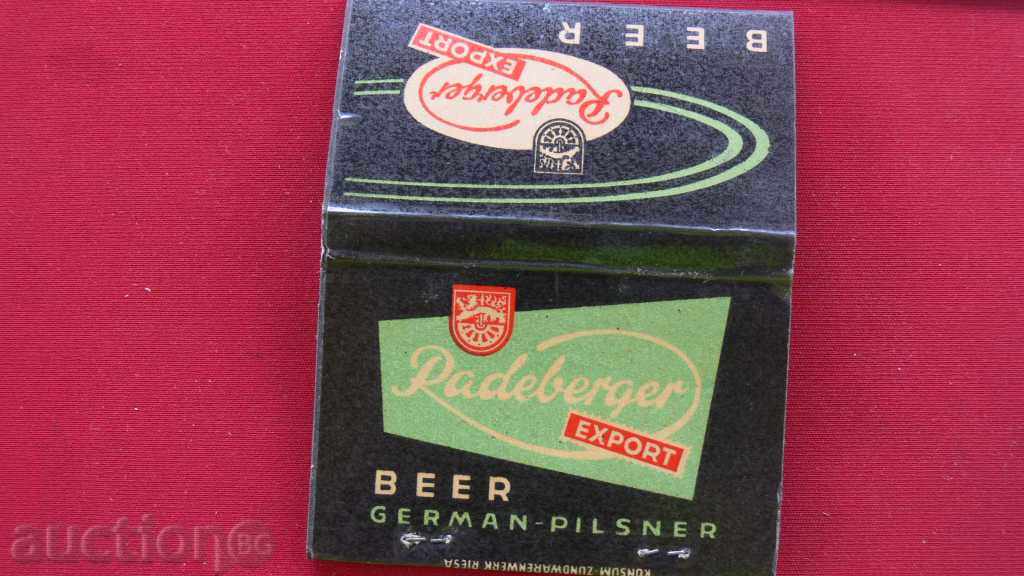 BEER
Radeberger
EXPORT
Radeberger
EXPORT
BEER
GERMAN-PILSNER
KONSUM ZÜNDWARENWERK RIESA
auction BG